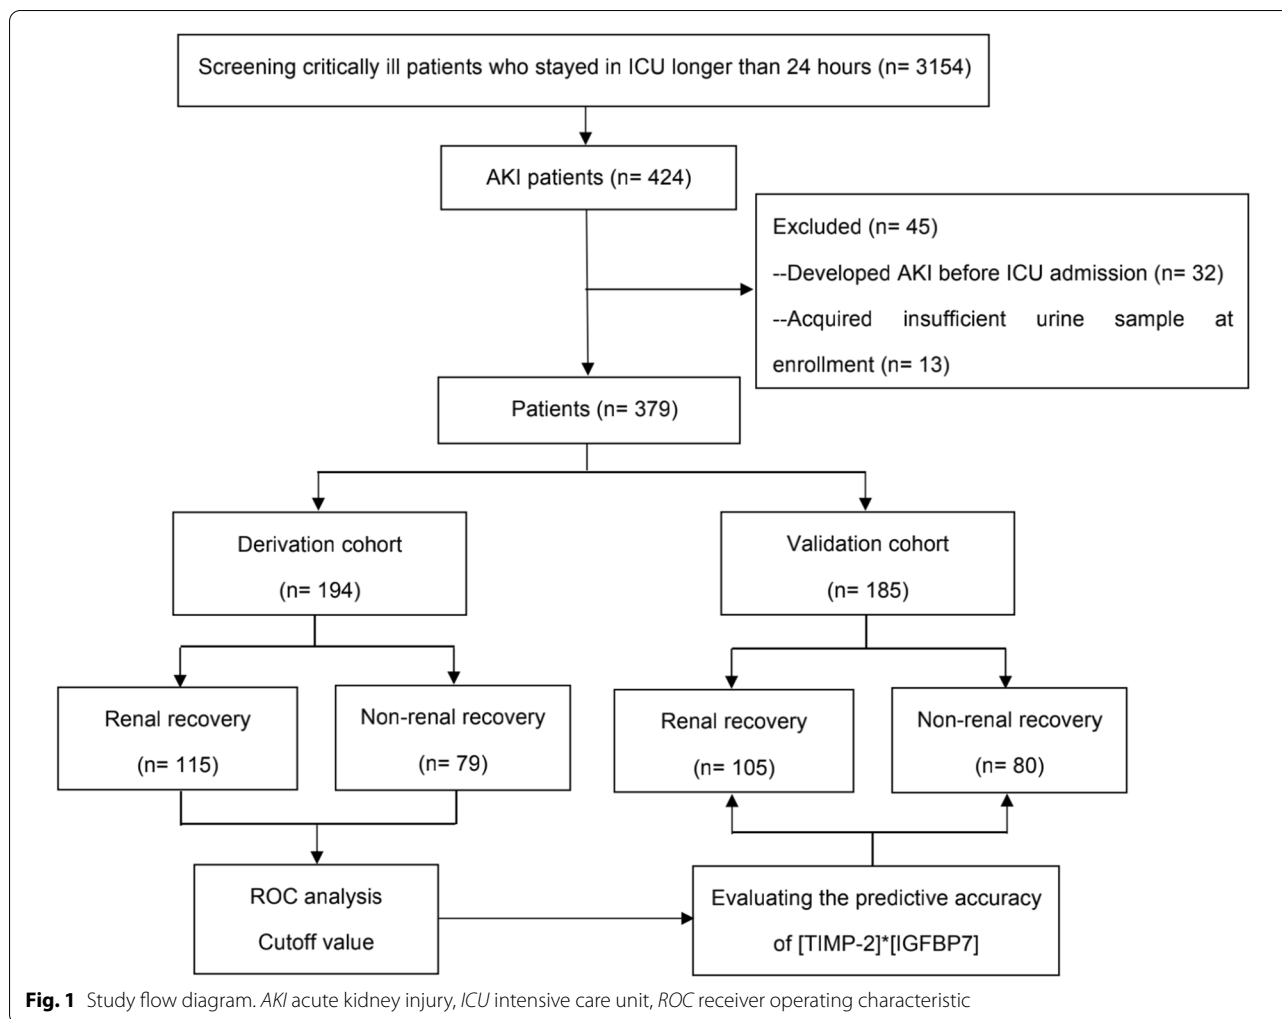 Screening critically ill patients who stayed in ICU longer than 24 hours (n= 3154)
AKI patients (n= 424)
Excluded (n= 45)
--Developed AKI before ICU admission (n= 32)
--Acquired insufficient urine sample at
enrollment (n= 13)
Patients (n= 379)
Derivation cohort
(n= 194)
Validation cohort
(n= 185)
Renal recovery
(n= 115)
Non-renal recovery
(n= 79)
Renal recovery
(n= 105)
Non-renal recovery
(n= 80)
ROC analysis
Cutoff value
Evaluating the predictive accuracy
of [TIMP-2]*[IGFBP7]
Fig. 1 Study flow diagram. AKI acute kidney injury, ICU intensive care unit, ROC receiver operating characteristic